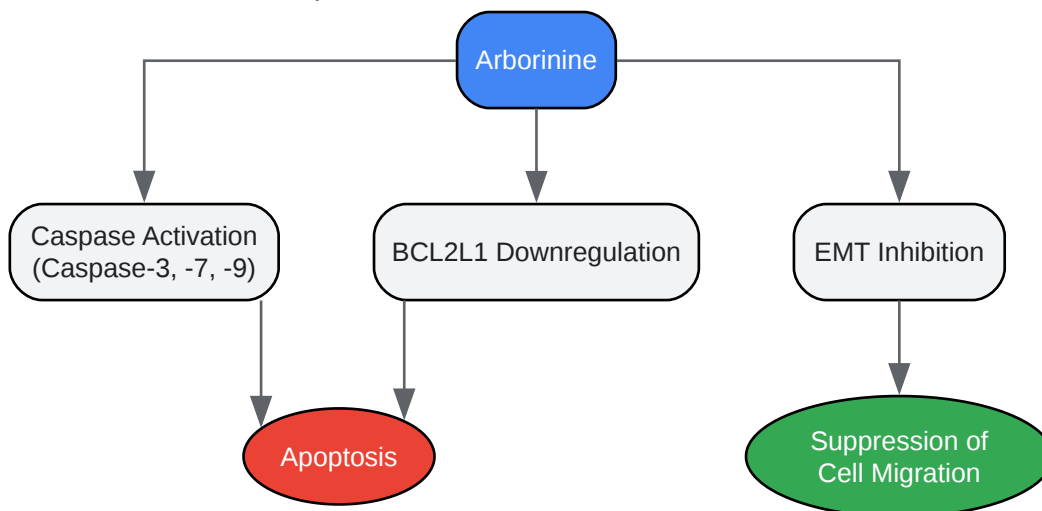 Arborinine
Caspase Activation
(Caspase-3, -7, -9)
BCL2L1 Downregulation
EMT Inhibition
Apoptosis
Suppression of
Cell Migration